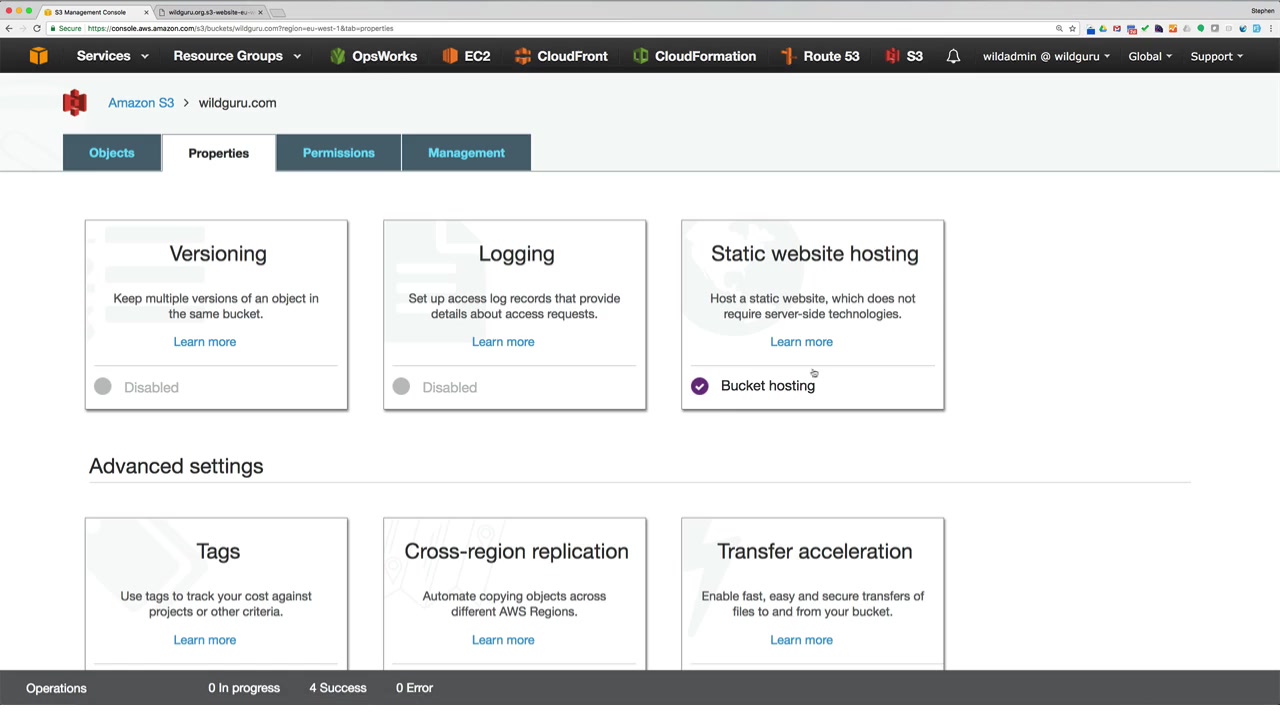 S3 Management Console
wildguru.org.s3-website-eu-w
Stephen
Secure
https://console.aws.amazon.com/s3/buckets/wildguru.com?region=eu-west-1&tab=properties
Services
Resource Groups
OpsWorks
EC2
CloudFront
CloudFormation
Route 53
S3
wildadmin @ wildguru
Global
Support
Amazon S3 > wildguru.com
Objects
Properties
Permissions
Management
Versioning
Keep multiple versions of an object in
the same bucket.
Learn more
Disabled
Logging
Set up access log records that provide
details about access requests.
Learn more
Disabled
Static website hosting
Host a static website, which does not
require server-side technologies.
Learn more
Bucket hosting
Advanced settings
Tags
Use tags to track your cost against
projects or other criteria.
Learn more
Cross-region replication
Automate copying objects across
different AWS Regions.
Learn more
Transfer acceleration
Enable fast, easy and secure transfers of
files to and from your bucket.
Learn more
Operations
0 In progress
4 Success
0 Error